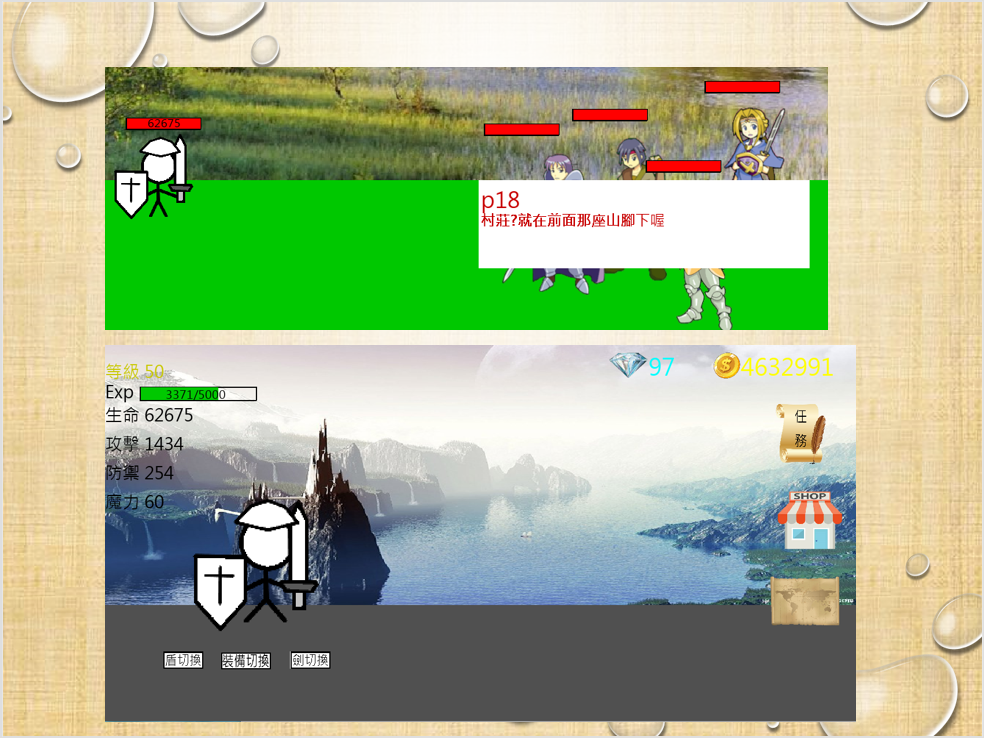 62675
p18
村莊?就在前面那座山腳下喔
等級 50
97
4632991
Exp 3371/5000
生命 62675
攻擊 1434
防禦 254
魔力 60
任務
SHOP
盾切換
裝備切換
劍切換